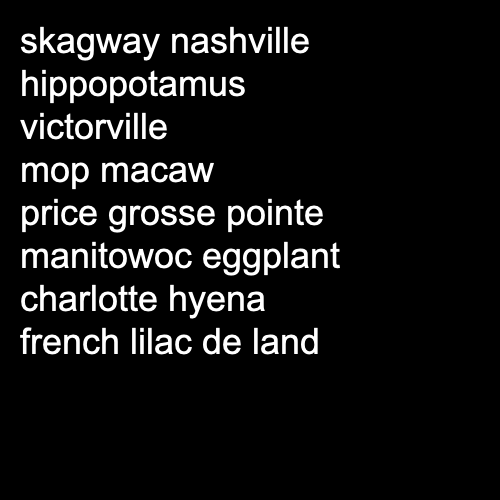 skagway nashville
hippopotamus
victorville
mop macaw
price grosse pointe
manitowoc eggplant
charlotte hyena
french lilac de land